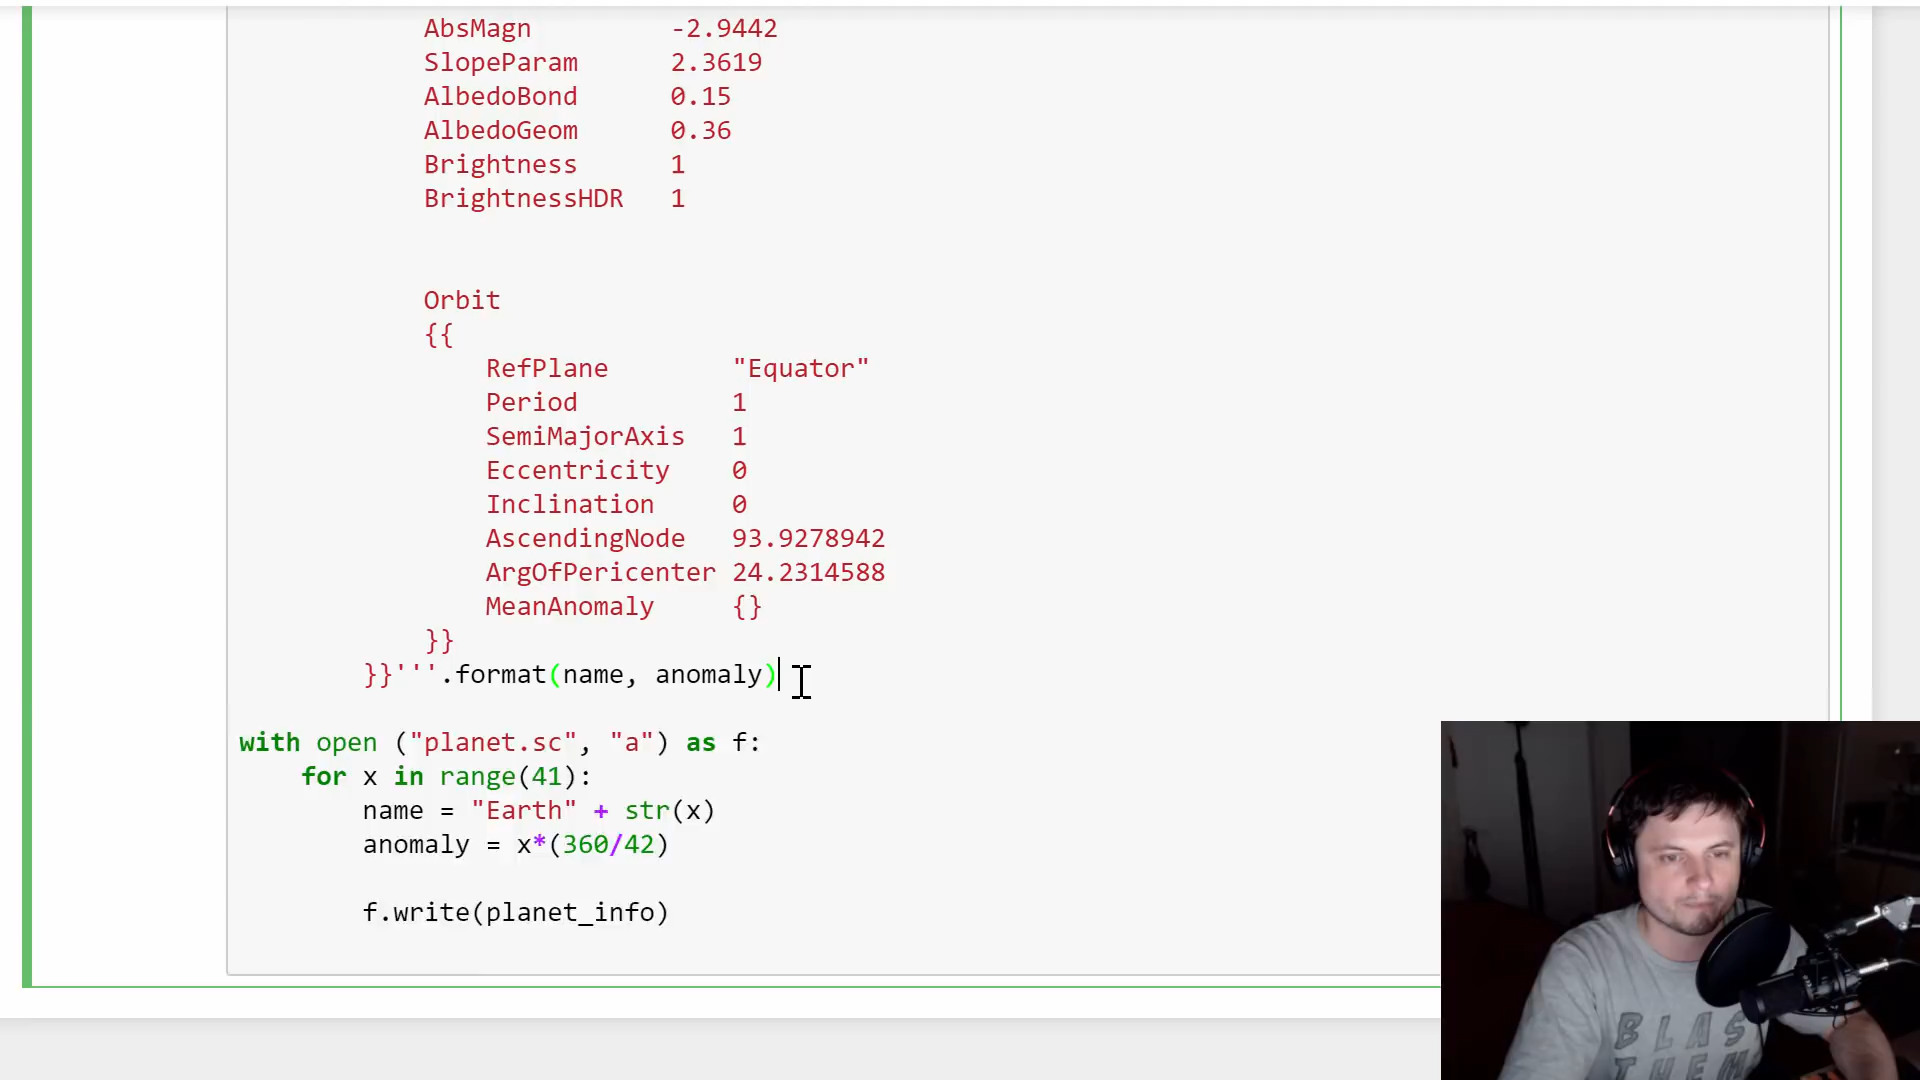 AbsMagn -2.9442
SlopeParam 2.3619
AlbedoBond 0.15
AlbedoGeom 0.36
Brightness 1
BrightnessHDR 1
Orbit
{{
RefPlane "Equator"
Period 1
SemiMajorAxis 1
Eccentricity 0
Inclination 0
AscendingNode 93.9278942
ArgOfPericenter 24.2314588
MeanAnomaly {}
}}
}}'''.format(name, anomaly)
with open ("planet.sc", "a") as f:
for x in range(41):
name = "Earth" + str(x)
anomaly = x*(360/42)
f.write(planet_info)
BLAS
THEM